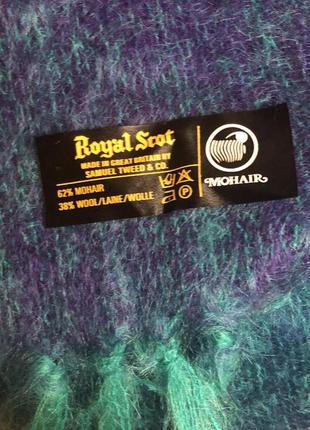 Royal Scot
MADE IN GREAT BRITAIN BY
SAMUEL TWEED & CO.
62% MOHAIR
38% WOOL/LAINE/WOLLE
P
MOHAIR